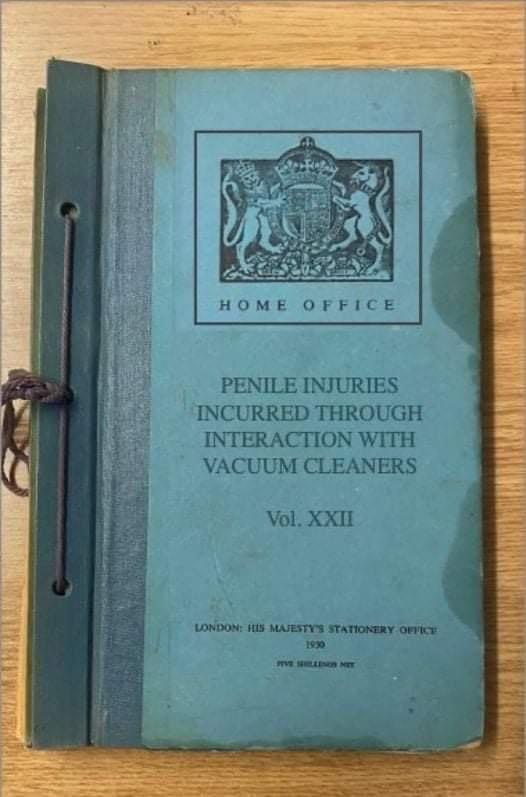 HOME OFFICE
PENILE INJURIES
INCURRED THROUGH
INTERACTION WITH
VACUUM CLEANERS
Vol. XXII
LONDON: HIS MAJESTY'S STATIONERY OFFICE
1930
FIVE SHILLINGS NET